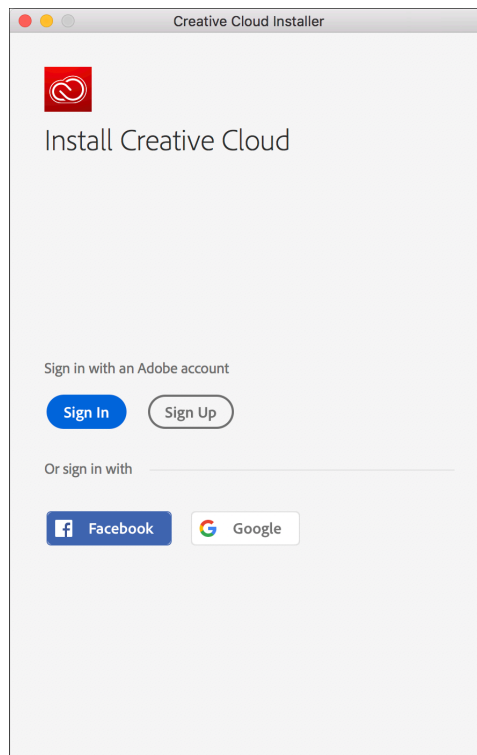 Creative Cloud Installer
Install Creative Cloud
Sign in with an Adobe account
Sign In
Sign Up
Or sign in with
Facebook
Google